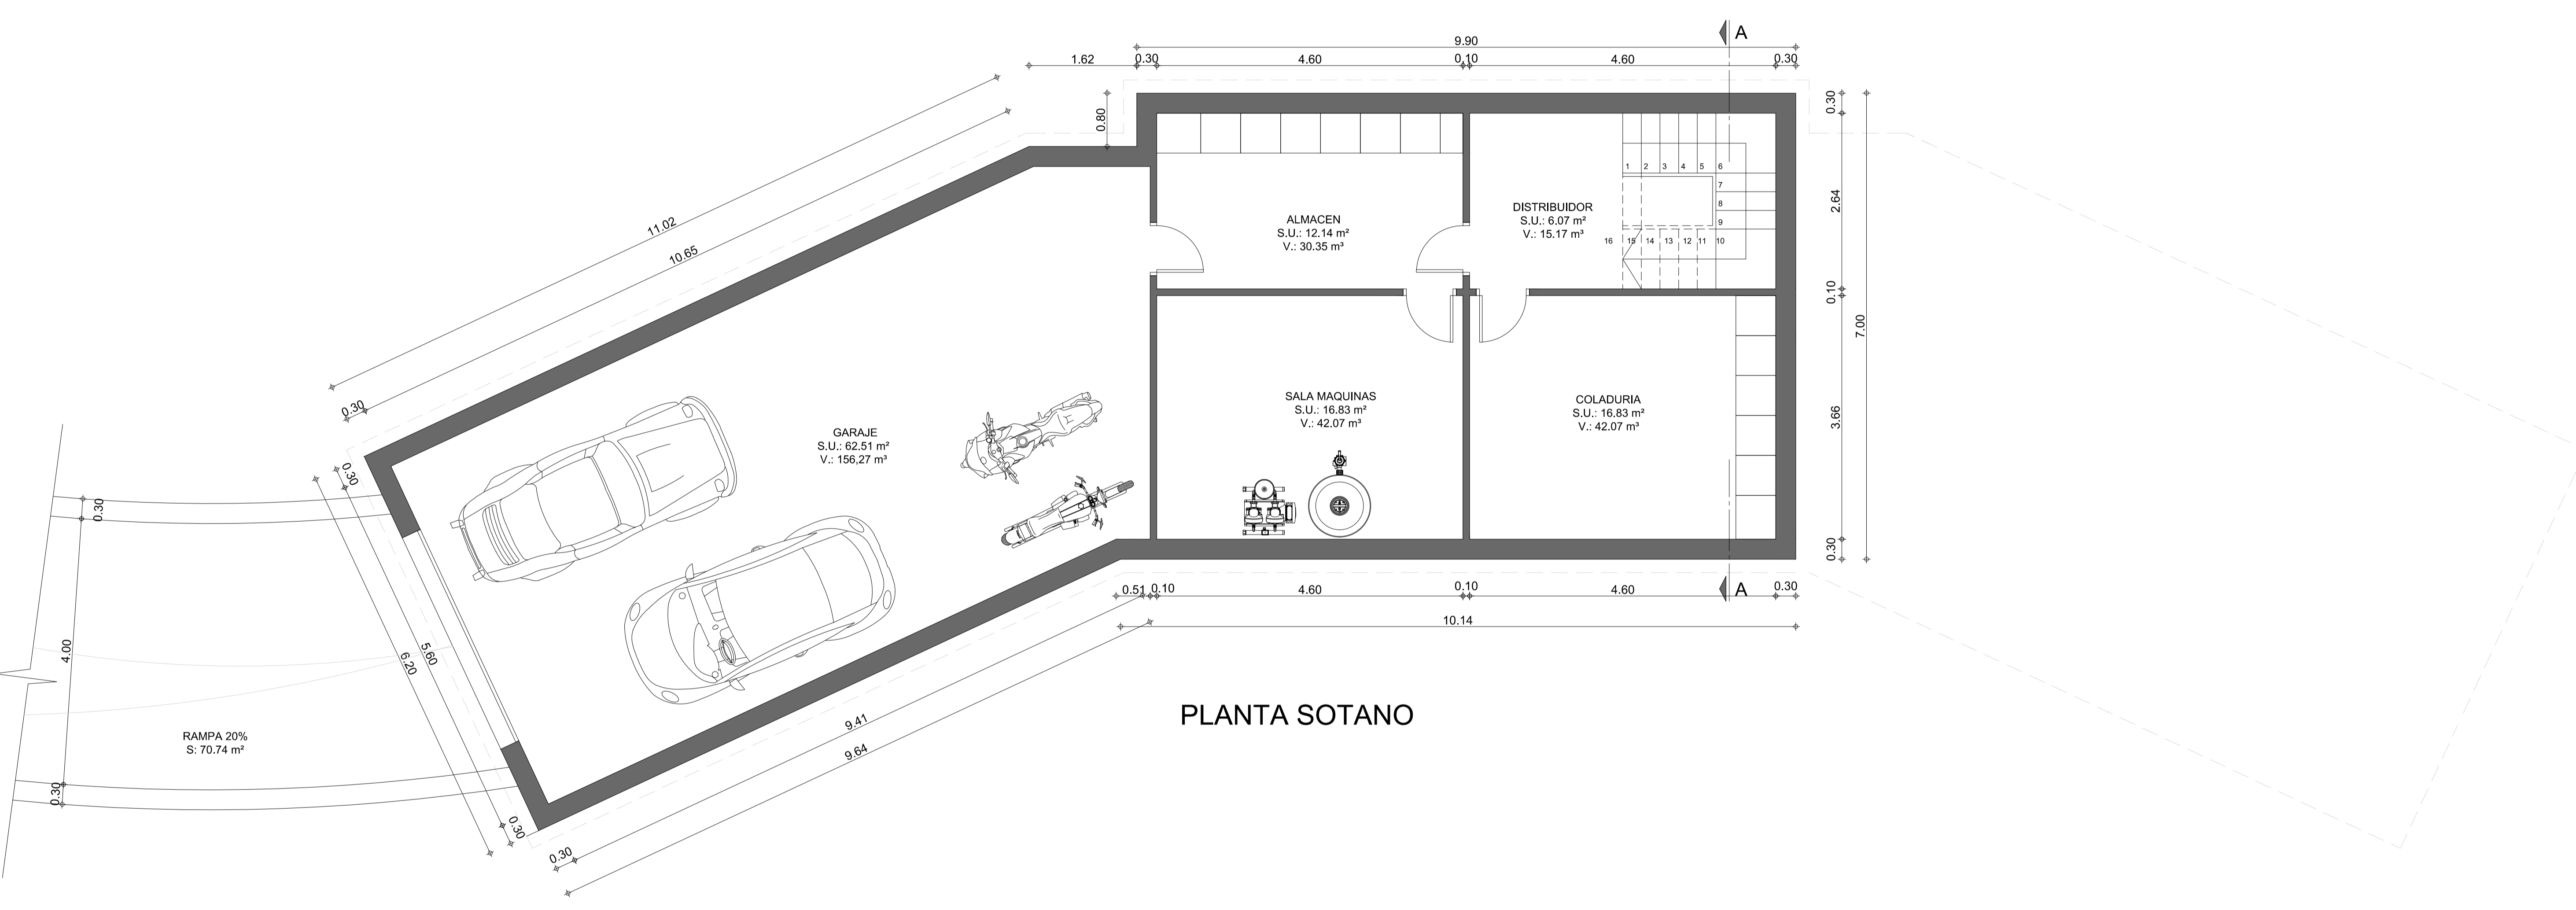 A
9.90
1.62
0.30
4.60
0.10
4.60
0.30
0.80
11.02
10.65
0.30
0.30
2.64
0.10
7.00
3.66
0.30
1
2
3
4
5
6
7
8
9
16
15
14
13
12
11
10
ALMACEN
S.U.: 12.14 m²
V.: 30.35 m³
DISTRIBUIDOR
S.U.: 6.07 m²
V.: 15.17 m³
SALA MAQUINAS
S.U.: 16.83 m²
V.: 42.07 m³
COLADURIA
S.U.: 16.83 m²
V.: 42.07 m³
GARAJE
S.U.: 62.51 m²
V.: 156,27 m³
0.30
0.30
4.00
0.30
5.60
6.20
0.30
RAMPA 20%
S: 70.74 m²
0.51
0.10
4.60
0.10
4.60
0.30
A
10.14
9.41
9.64
0.30
PLANTA SOTANO